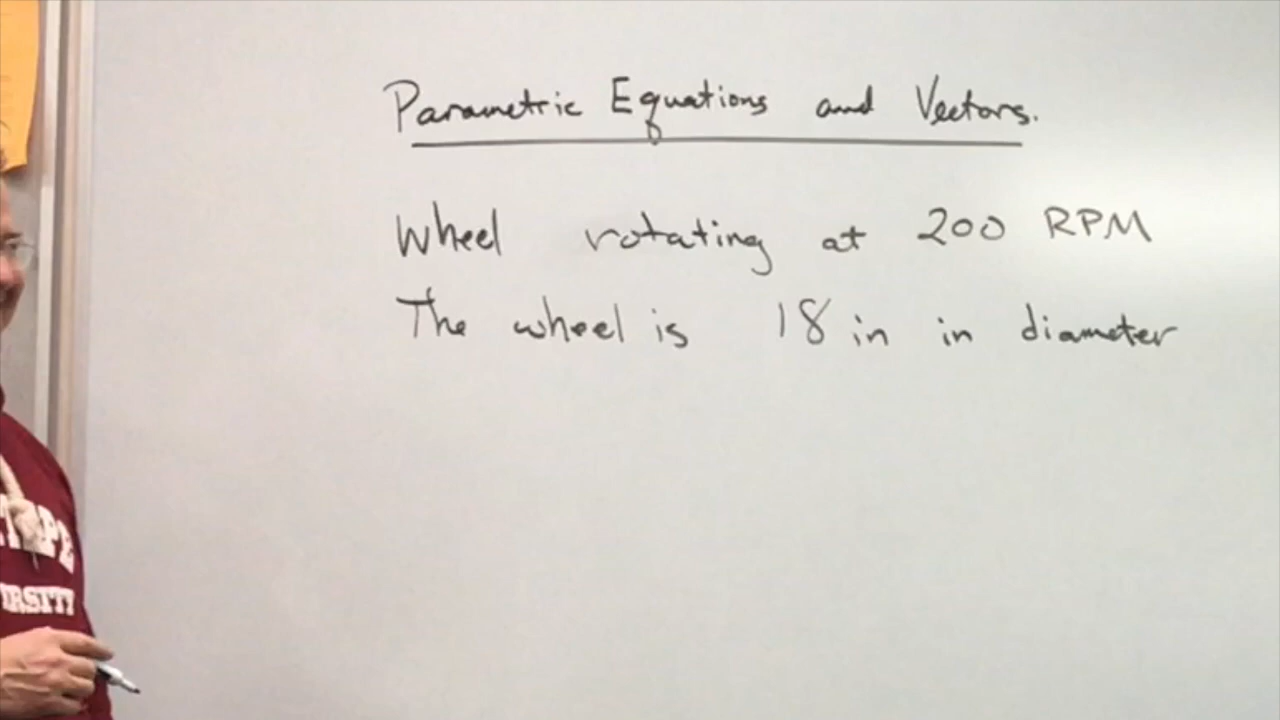 Parametric Equations and Vectors.
Wheel rotating at 200 RPM
The wheel is 18 in in diameter